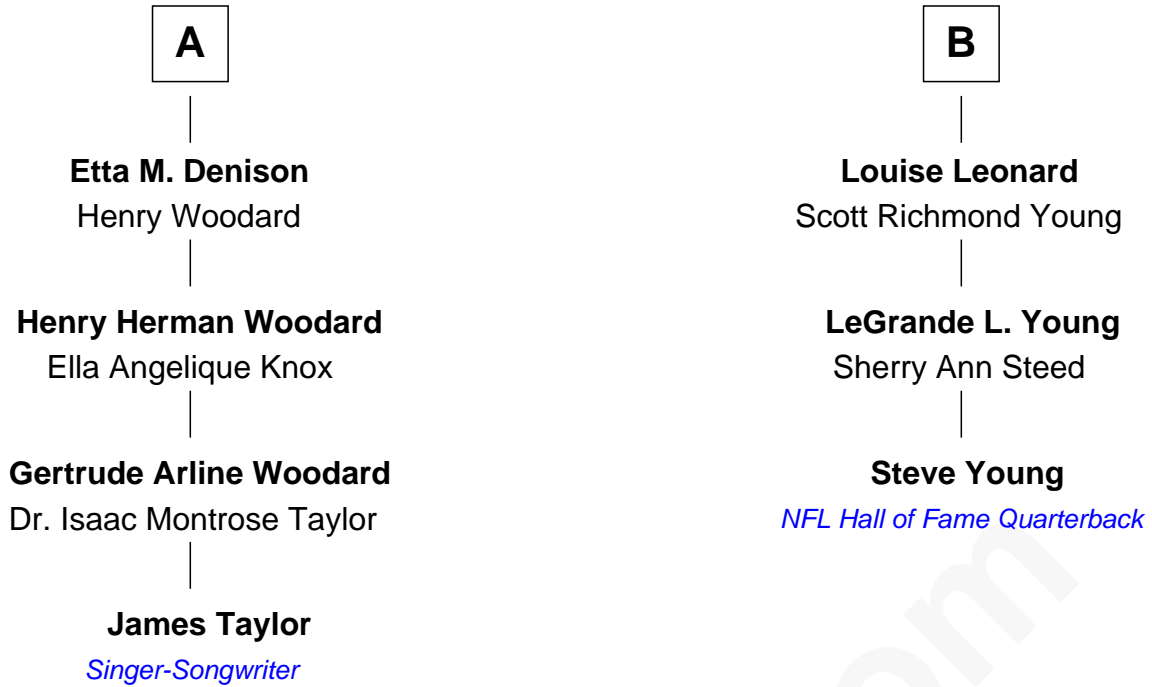 A
Etta M. Denison
Henry Woodard
Henry Herman Woodard
Ella Angelique Knox
Gertrude Arline Woodard
Dr. Isaac Montrose Taylor
James Taylor
Singer-Songwriter
B
Louise Leonard
Scott Richmond Young
LeGrande L. Young
Sherry Ann Steed
Steve Young
NFL Hall of Fame Quarterback
om